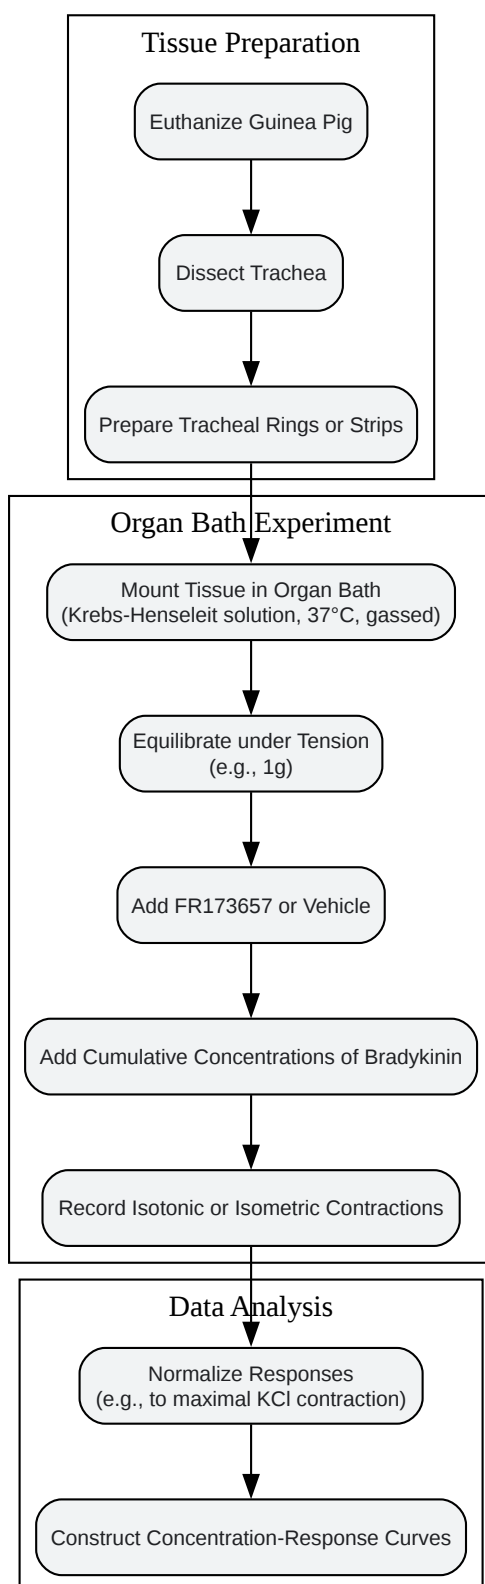 Tissue Preparation
Euthanize Guinea Pig
Dissect Trachea
Prepare Tracheal Rings or Strips
Organ Bath Experiment
Mount Tissue in Organ Bath
(Krebs-Henseleit solution, 37°C, gassed)
Equilibrate under Tension
(e.g., 1g)
Add FR173657 or Vehicle
Add Cumulative Concentrations of Bradykinin
Record Isotonic or Isometric Contractions
Data Analysis
Normalize Responses
(e.g., to maximal KCl contraction)
Construct Concentration-Response Curves